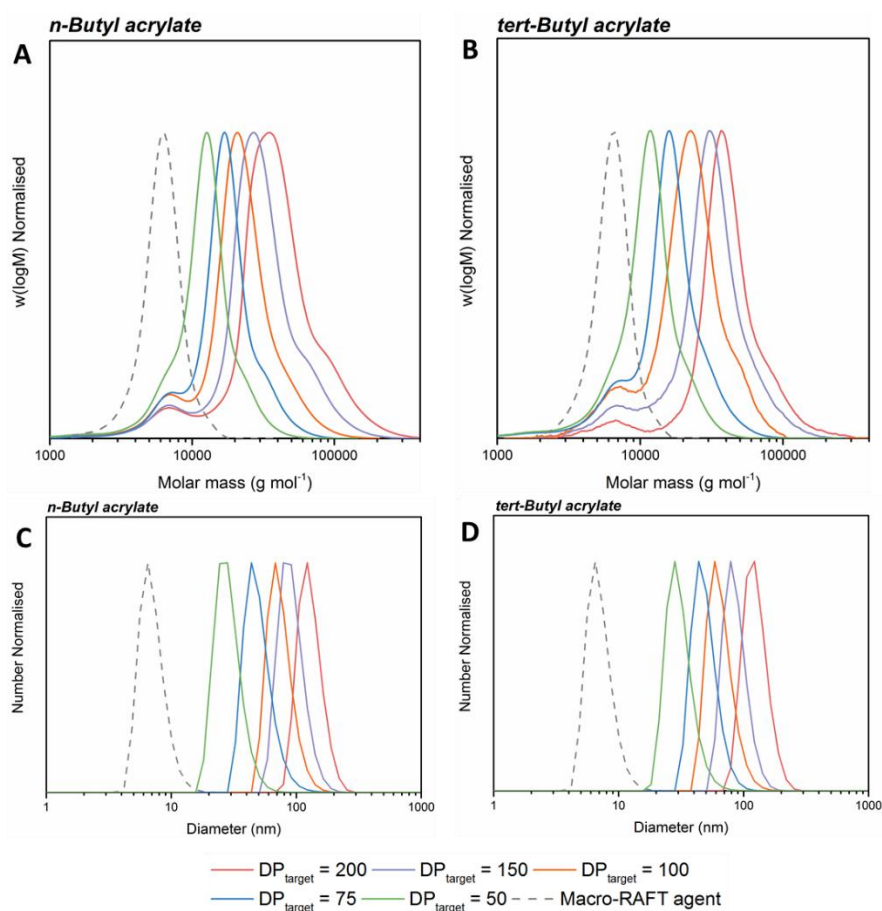 n-Butyl acrylate
A
w(logM) Normalised
1000 10000 100000
Molar mass (g mol⁻¹)
tert-Butyl acrylate
B
w(logM) Normalised
1000 10000 100000
Molar mass (g mol⁻¹)
n-Butyl acrylate
C
Number Normalised
1 10 100 1000
Diameter (nm)
tert-Butyl acrylate
D
Number Normalised
1 10 100 1000
Diameter (nm)
DPtarget = 200 DPtarget = 150 DPtarget = 100
DPtarget = 75 DPtarget = 50 Macro-RAFT agent